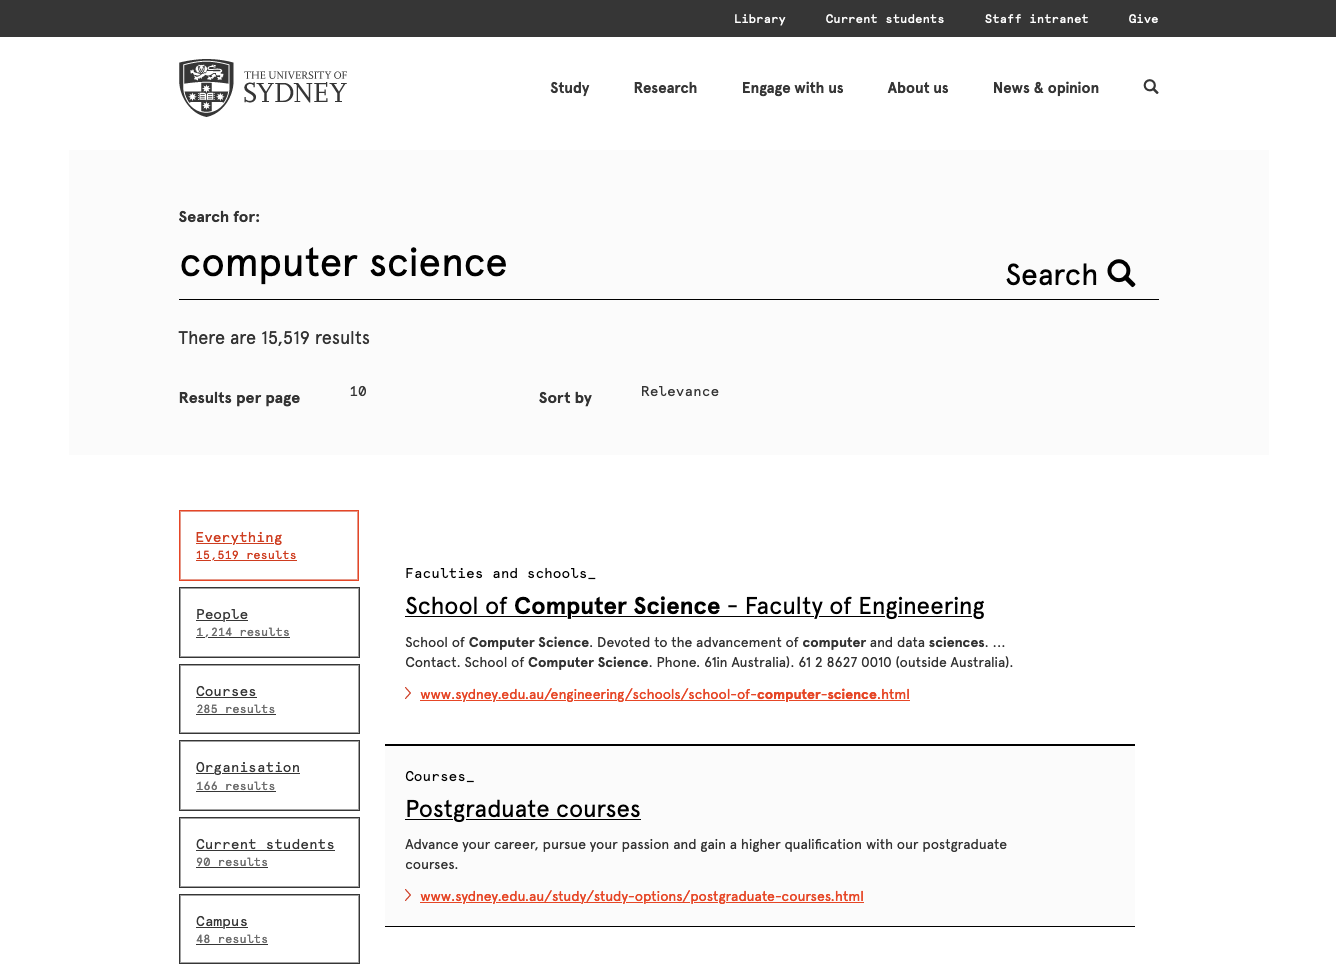 Library Current students Staff intranet Give
THE UNIVERSITY OF
SYDNEY
Study Research Engage with us About us News & opinion
Search for:
computer science
Search
There are 15,519 results
Results per page 10 Sort by Relevance
Everything
15,519 results
People
1,214 results
Courses
285 results
Organisation
166 results
Current students
90 results
Campus
48 results
Faculties and schools_
School of Computer Science - Faculty of Engineering
School of Computer Science. Devoted to the advancement of computer and data sciences. ...
Contact. School of Computer Science. Phone. 61in Australia). 61 2 8627 0010 (outside Australia).
www.sydney.edu.au/engineering/schools/school-of-computer-science.html
Courses_
Postgraduate courses
Advance your career, pursue your passion and gain a higher qualification with our postgraduate
courses.
www.sydney.edu.au/study/study-options/postgraduate-courses.html